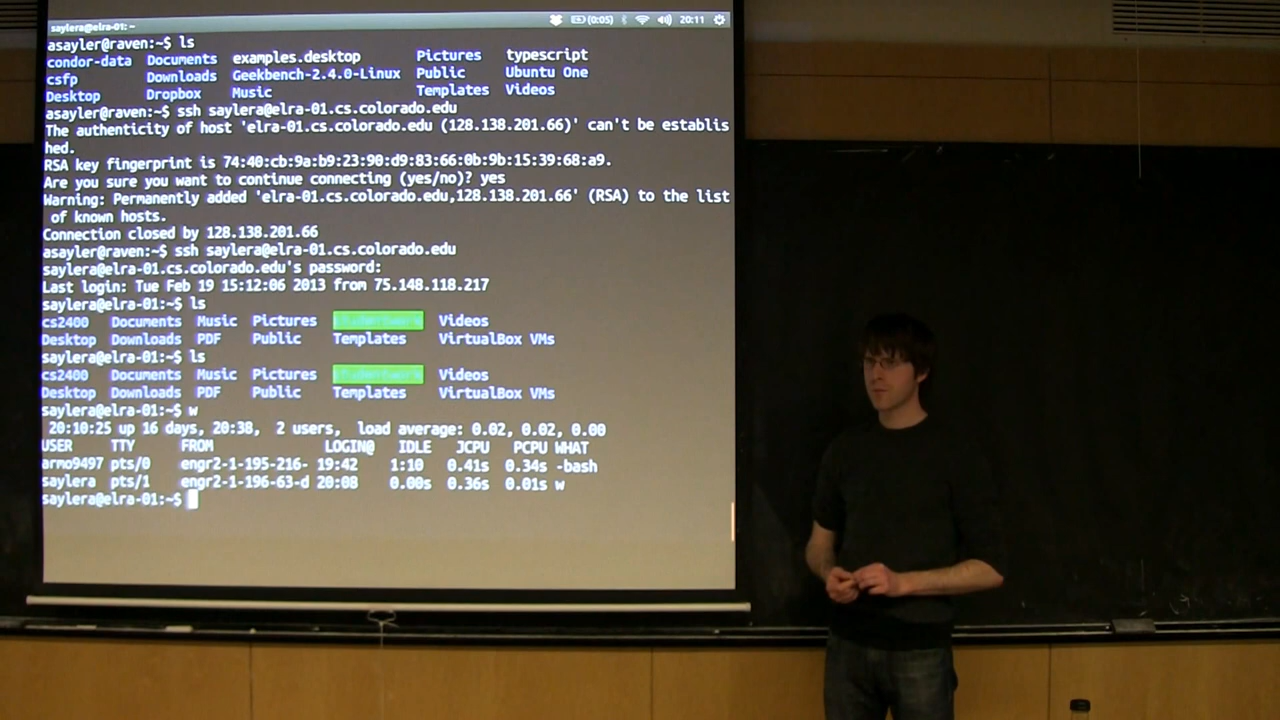 saylera@elra-01: ~ (0:05) 20:11
asayler@raven:~$ ls
condor-data Documents examples.desktop Pictures typescript
csfp Downloads Geekbench-2.4.0-Linux Public Ubuntu One
Desktop Dropbox Music Templates Videos
asayler@raven:~$ ssh saylera@elra-01.cs.colorado.edu
The authenticity of host 'elra-01.cs.colorado.edu (128.138.201.66)' can't be establis
hed.
RSA key fingerprint is 74:40:cb:9a:b9:23:90:d9:83:66:0b:9b:15:39:68:a9.
Are you sure you want to continue connecting (yes/no)? yes
Warning: Permanently added 'elra-01.cs.colorado.edu,128.138.201.66' (RSA) to the list
of known hosts.
Connection closed by 128.138.201.66
asayler@raven:~$ ssh saylera@elra-01.cs.colorado.edu
saylera@elra-01.cs.colorado.edu's password:
Last login: Tue Feb 19 15:12:06 2013 from 75.148.118.217
saylera@elra-01:~$ ls
cs2400 Documents Music Pictures Videos
Desktop Downloads PDF Public Templates VirtualBox VMs
saylera@elra-01:~$ ls
cs2400 Documents Music Pictures Videos
Desktop Downloads PDF Public Templates VirtualBox VMs
saylera@elra-01:~$ w
20:10:25 up 16 days, 20:38, 2 users, load average: 0.02, 0.02, 0.00
USER TTY FROM LOGIN@ IDLE JCPU PCPU WHAT
armo9497 pts/0 engr2-1-195-216- 19:42 1:10 0.41s 0.34s -bash
saylera pts/1 engr2-1-196-63-d 20:08 0.00s 0.36s 0.01s w
saylera@elra-01:~$